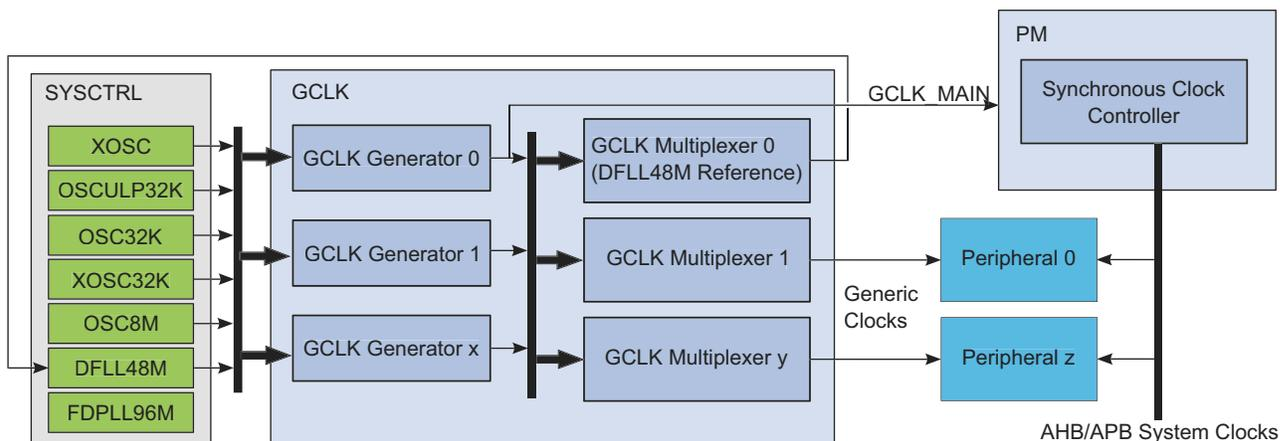 PM
Synchronous Clock
Controller
SYSCTRL
GCLK
GCLK_MAIN
XOSC
OSCULP32K
OSC32K
XOSC32K
OSC8M
DFLL48M
FDPLL96M
GCLK Generator 0
GCLK Generator 1
GCLK Generator x
GCLK Multiplexer 0
(DFLL48M Reference)
GCLK Multiplexer 1
GCLK Multiplexer y
Generic
Clocks
Peripheral 0
Peripheral z
AHB/APB System Clocks